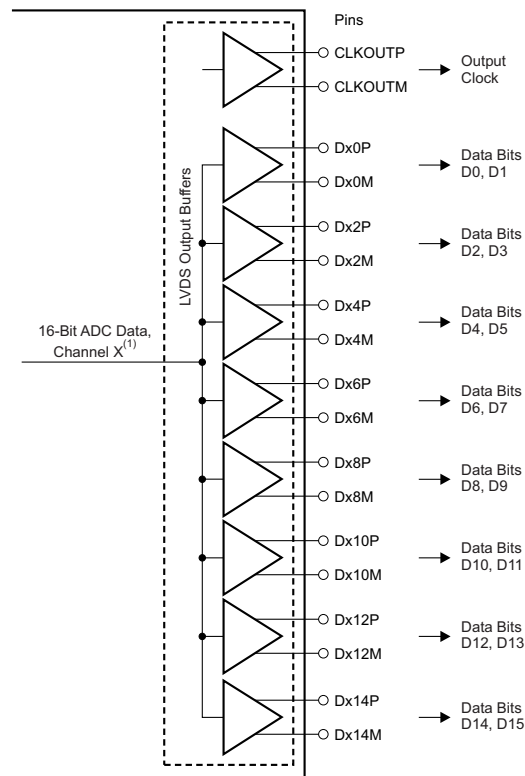 Pins
CLKOUTP
CLKOUTM
Output
Clock
LVDS Output Buffers
Dx0P
Dx0M
Data Bits
D0, D1
Dx2P
Dx2M
Data Bits
D2, D3
16-Bit ADC Data,
Channel X(1)
Dx4P
Dx4M
Data Bits
D4, D5
Dx6P
Dx6M
Data Bits
D6, D7
Dx8P
Dx8M
Data Bits
D8, D9
Dx10P
Dx10M
Data Bits
D10, D11
Dx12P
Dx12M
Data Bits
D12, D13
Dx14P
Dx14M
Data Bits
D14, D15